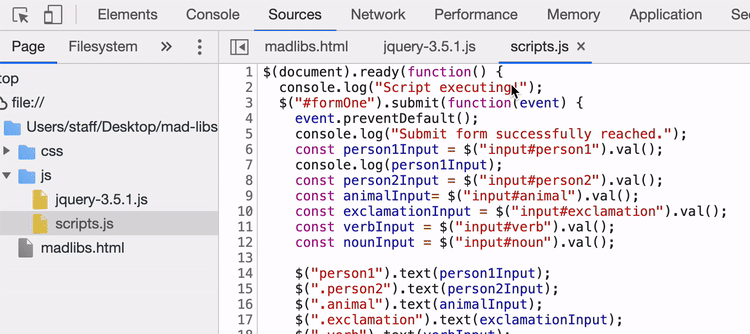 Elements Console Sources Network Performance Memory Application
Page Filesystem » madlibs.html jquery-3.5.1.js scripts.js ×
top
file://
Users/staff/Desktop/mad-libs
css
js
jquery-3.5.1.js
scripts.js
madlibs.html
1 $(document).ready(function() {
2 console.log("Script executing!");
3 $("#formOne").submit(function(event) {
4 event.preventDefault();
5 console.log("Submit form successfully reached.");
6 const person1Input = $("input#person1").val();
7 console.log(person1Input);
8 const person2Input = $("input#person2").val();
9 const animalInput= $("input#animal").val();
10 const exclamationInput = $("input#exclamation").val();
11 const verbInput = $("input#verb").val();
12 const nounInput = $("input#noun").val();
13
14 $("person1").text(person1Input);
15 $(".person2").text(person2Input);
16 $(".animal").text(animalInput);
17 $(".exclamation").text(exclamationInput);
18 $(".verb").text(verbInput);